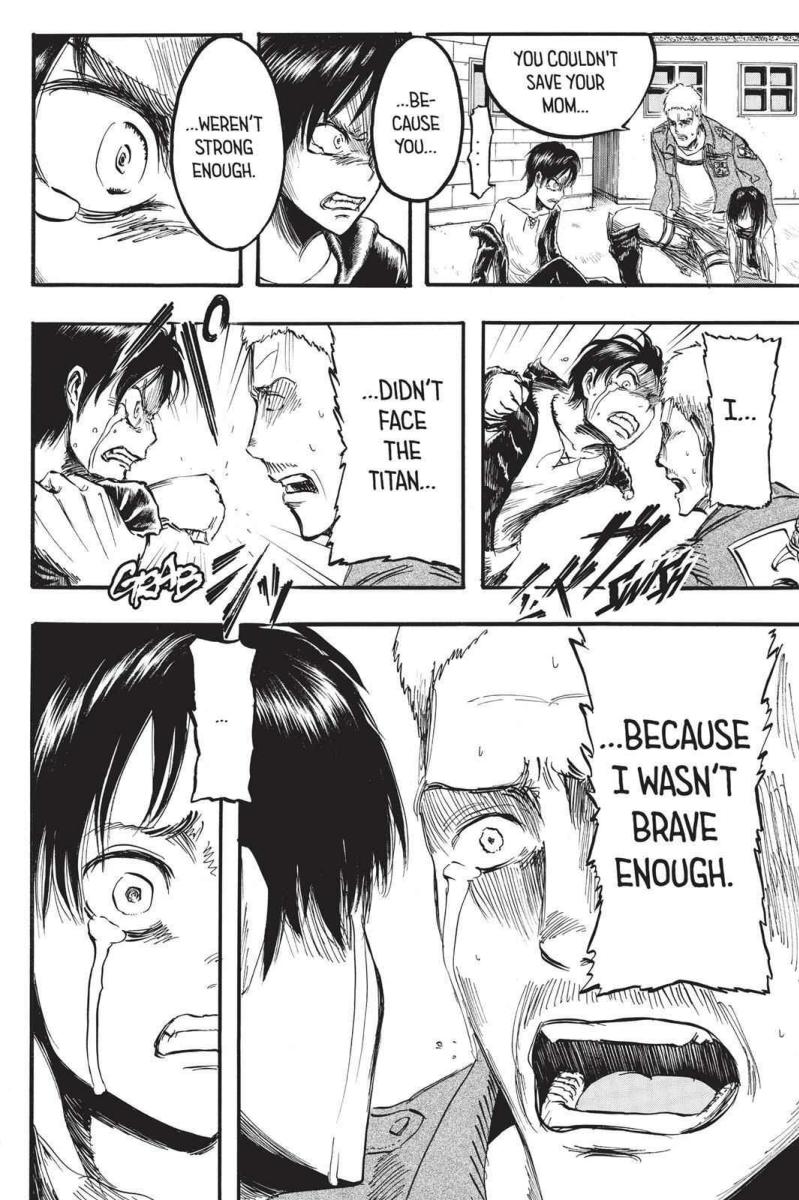 YOU COULDN'T
SAVE YOUR
MOM...
...
...BE-
CAUSE
YOU...
...WEREN'T
STRONG
ENOUGH.
I...
SWISH
...DIDN'T
FACE
THE
TITAN...
GRAB
...BECAUSE
I WASN'T
BRAVE
ENOUGH.
...